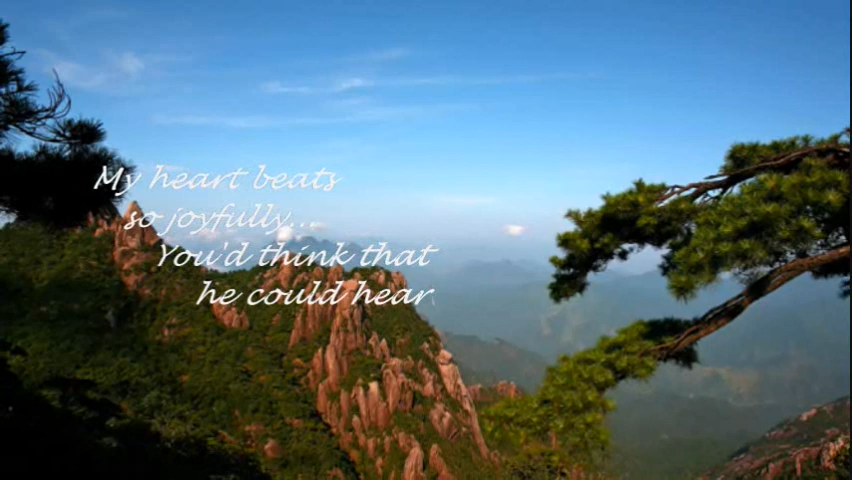 My heart beats
so joyfully...
You'd think that
he could hear